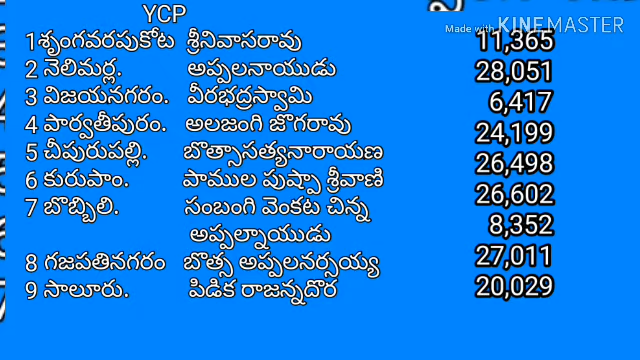 YCP
Made with KINEMASTER
1శృంగవరపుకోట శ్రీనివాసరావు 11,365
2 నెలిమర్ల. అప్పలనాయుడు 28,051
3 విజయనగరం. వీరభద్రస్వామి 6,417
4 పార్వతీపురం. అలజంగి జొగరావు 24,199
5 చీపురుపల్లి. బొత్సాసత్యనారాయణ 26,498
6 కురుపాం. పాముల పుష్పా శ్రీవాణి 26,602
7 బొబ్బిలి. సంబంగి వెంకట చిన్న 8,352
అప్పల్నాయుడు
8 గజపతినగరం బొత్స అప్పలనర్సయ్య 27,011
9 సాలూరు. పిడిక రాజన్నదొర 20,029